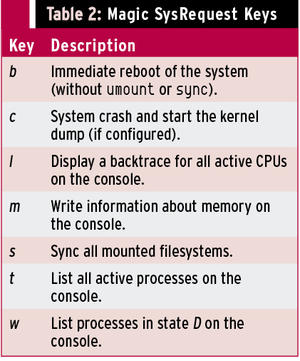 Table 2: Magic SysRequest Keys
Key Description
b Immediate reboot of the system
(without umount or sync).
c System crash and start the kernel
dump (if configured).
l Display a backtrace for all active CPUs
on the console.
m Write information about memory on
the console.
s Sync all mounted filesystems.
t List all active processes on the
console.
w List processes in state D on the
console.